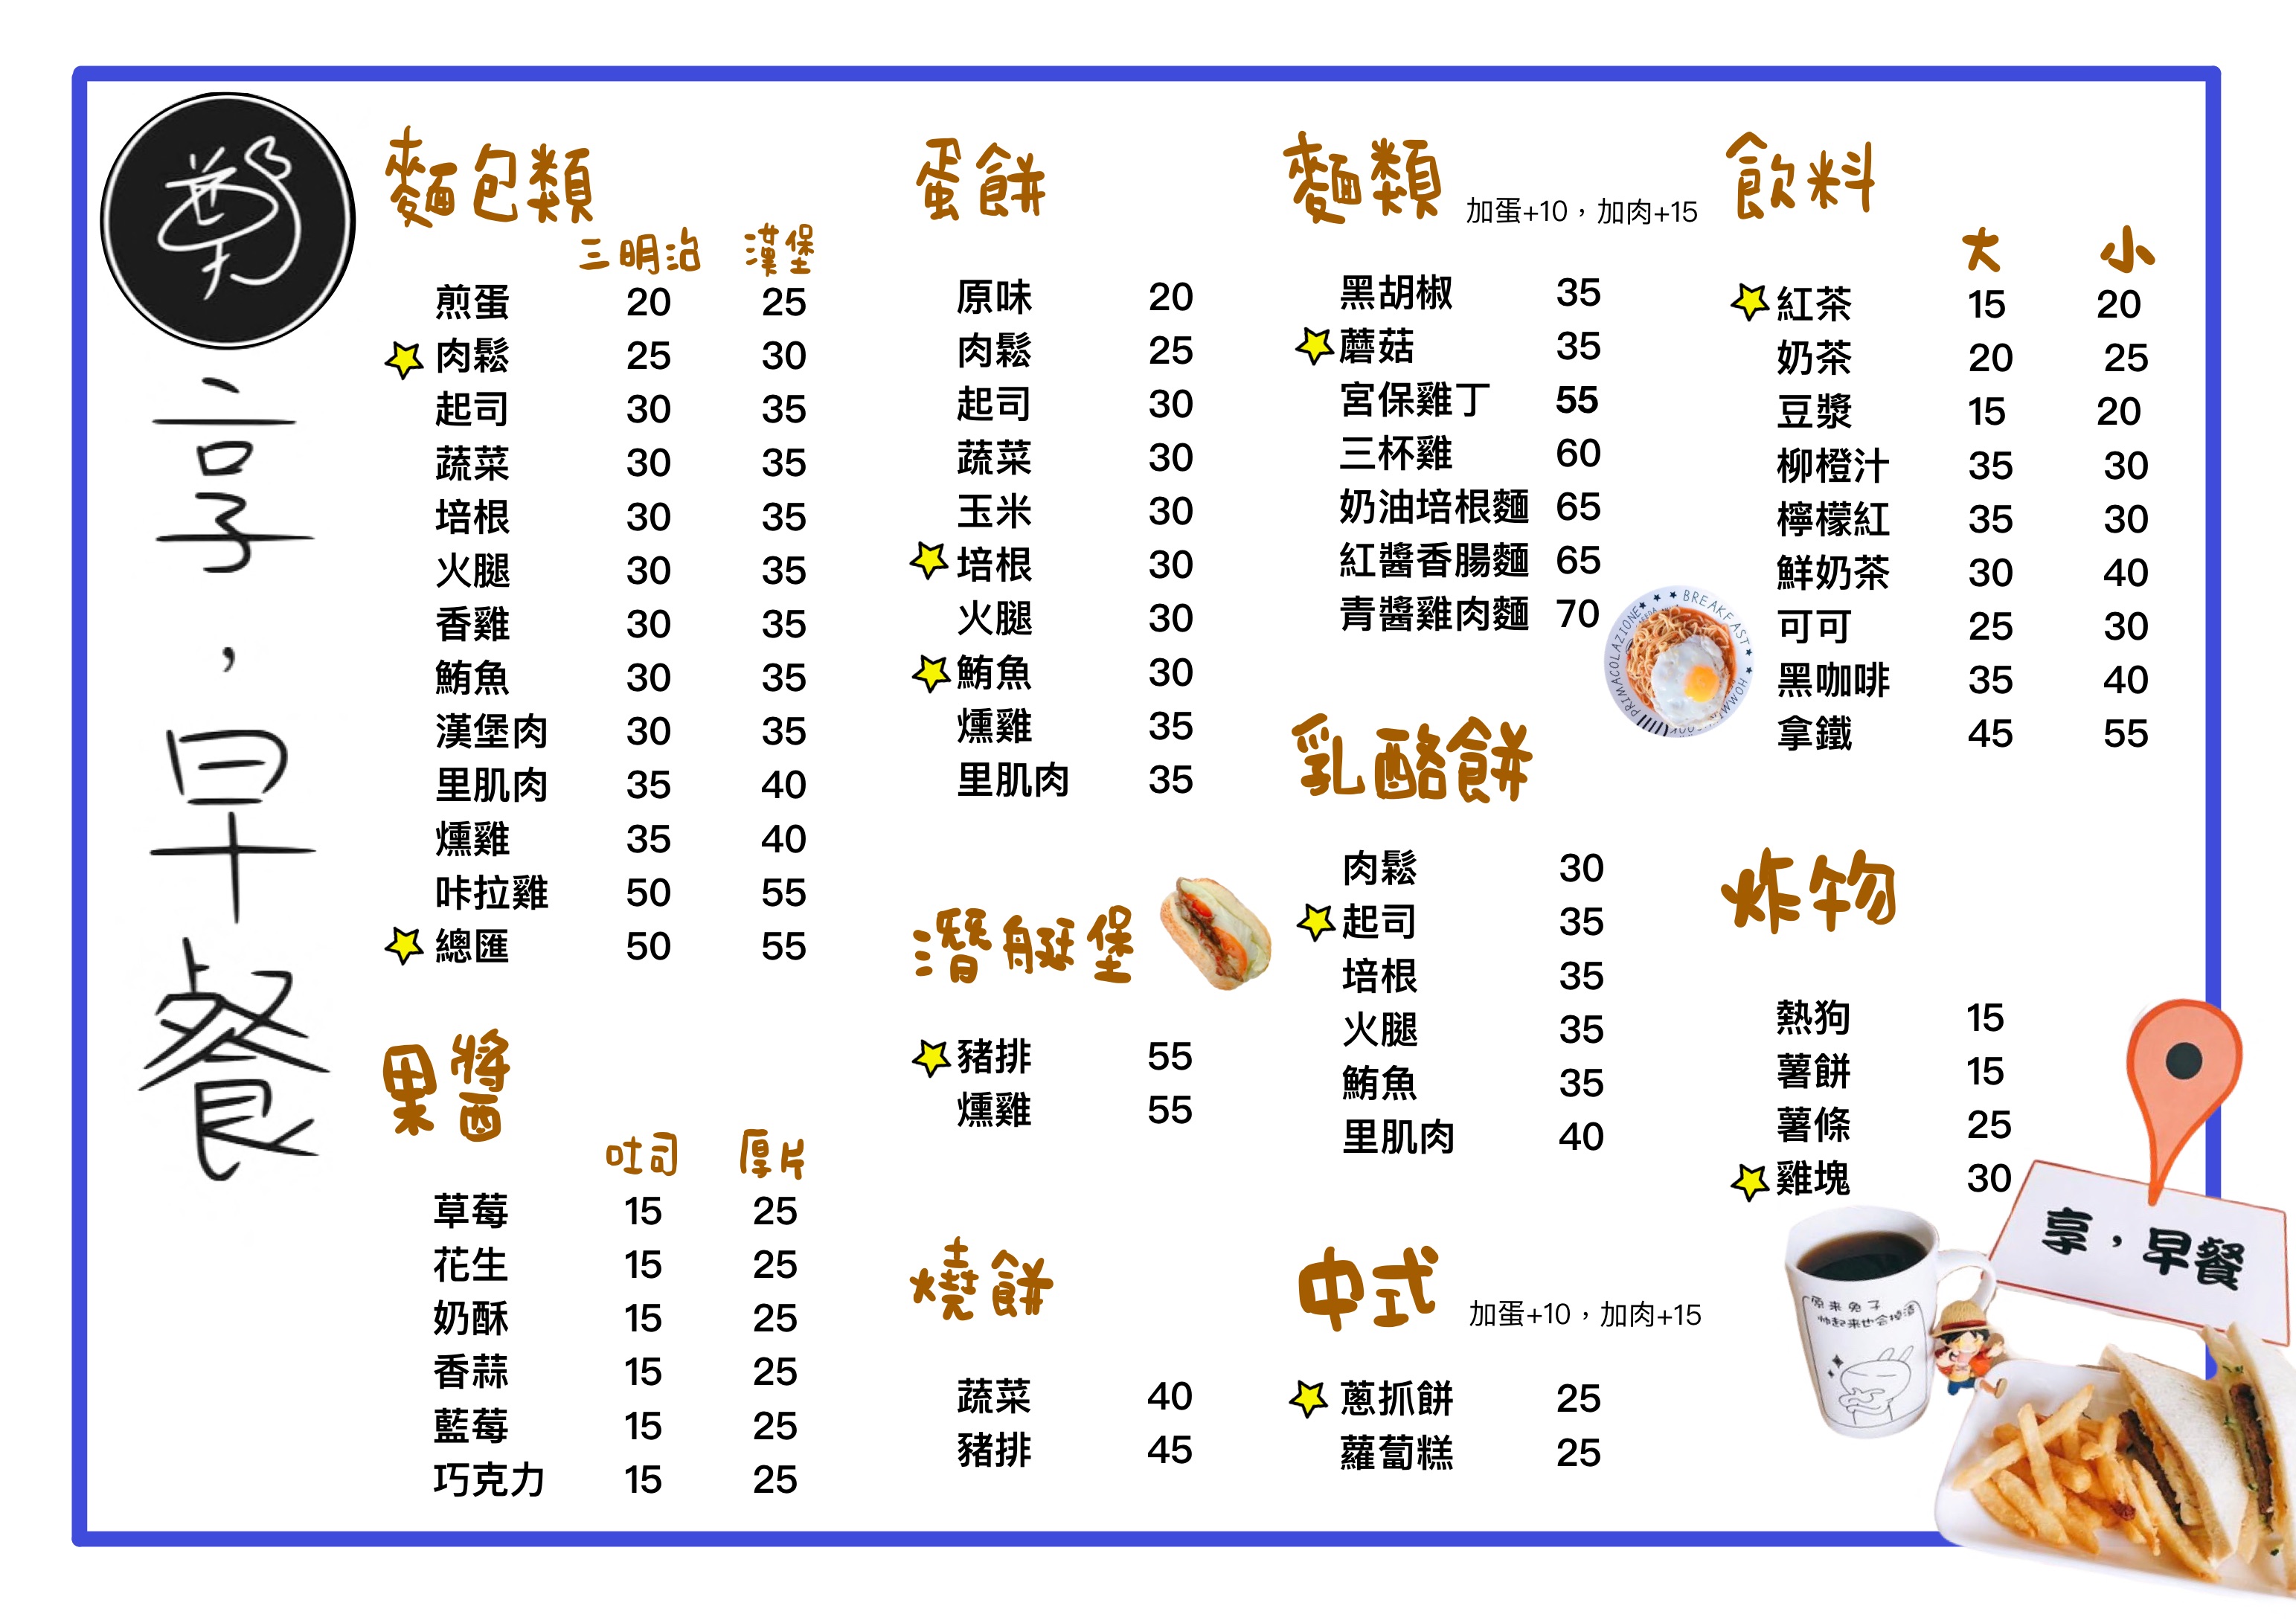 享，早餐
麵包類
三明治 漢堡
煎蛋 20 25
肉鬆 25 30
起司 30 35
蔬菜 30 35
培根 30 35
火腿 30 35
香雞 30 35
鮪魚 30 35
漢堡肉 30 35
里肌肉 35 40
燻雞 35 40
咔拉雞 50 55
總匯 50 55
果醬
吐司 厚片
草莓 15 25
花生 15 25
奶酥 15 25
香蒜 15 25
藍莓 15 25
巧克力 15 25
蛋餅
原味 20
肉鬆 25
起司 30
蔬菜 30
玉米 30
培根 30
火腿 30
鮪魚 30
燻雞 35
里肌肉 35
潛艇堡
豬排 55
燻雞 55
燒餅
蔬菜 40
豬排 45
麵類 加蛋+10，加肉+15
黑胡椒 35
蘑菇 35
宮保雞丁 55
三杯雞 60
奶油培根麵 65
紅醬香腸麵 65
青醬雞肉麵 70
BREAKFAST
乳酪餅
肉鬆 30
起司 35
培根 35
火腿 35
鮪魚 35
里肌肉 40
中式 加蛋+10，加肉+15
蔥抓餅 25
蘿蔔糕 25
飲料
大 小
紅茶 15 20
奶茶 20 25
豆漿 15 20
柳橙汁 35 30
檸檬紅 35 30
鮮奶茶 30 40
可可 25 30
黑咖啡 35 40
拿鐵 45 55
炸物
熱狗 15
薯餅 15
薯條 25
雞塊 30
享，早餐
原来兔子
帅起来也会掉渣